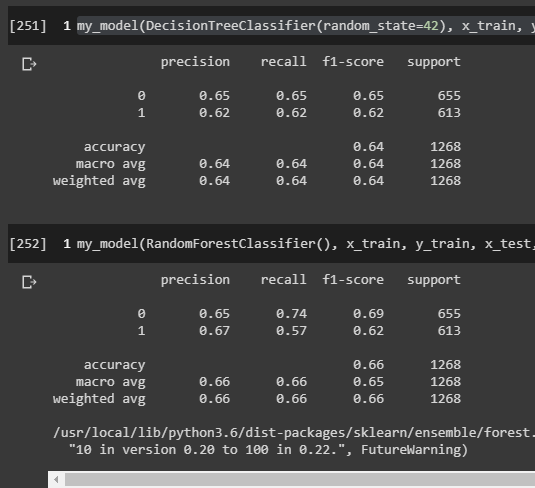 [251] 1 my_model(DecisionTreeClassifier(random_state=42), x_train, y
precision recall f1-score support
0 0.65 0.65 0.65 655
1 0.62 0.62 0.62 613
accuracy 0.64 1268
macro avg 0.64 0.64 0.64 1268
weighted avg 0.64 0.64 0.64 1268
[252] 1 my_model(RandomForestClassifier(), x_train, y_train, x_test,
precision recall f1-score support
0 0.65 0.74 0.69 655
1 0.67 0.57 0.62 613
accuracy 0.66 1268
macro avg 0.66 0.66 0.65 1268
weighted avg 0.66 0.66 0.66 1268
/usr/local/lib/python3.6/dist-packages/sklearn/ensemble/forest.
"10 in version 0.20 to 100 in 0.22.", FutureWarning)